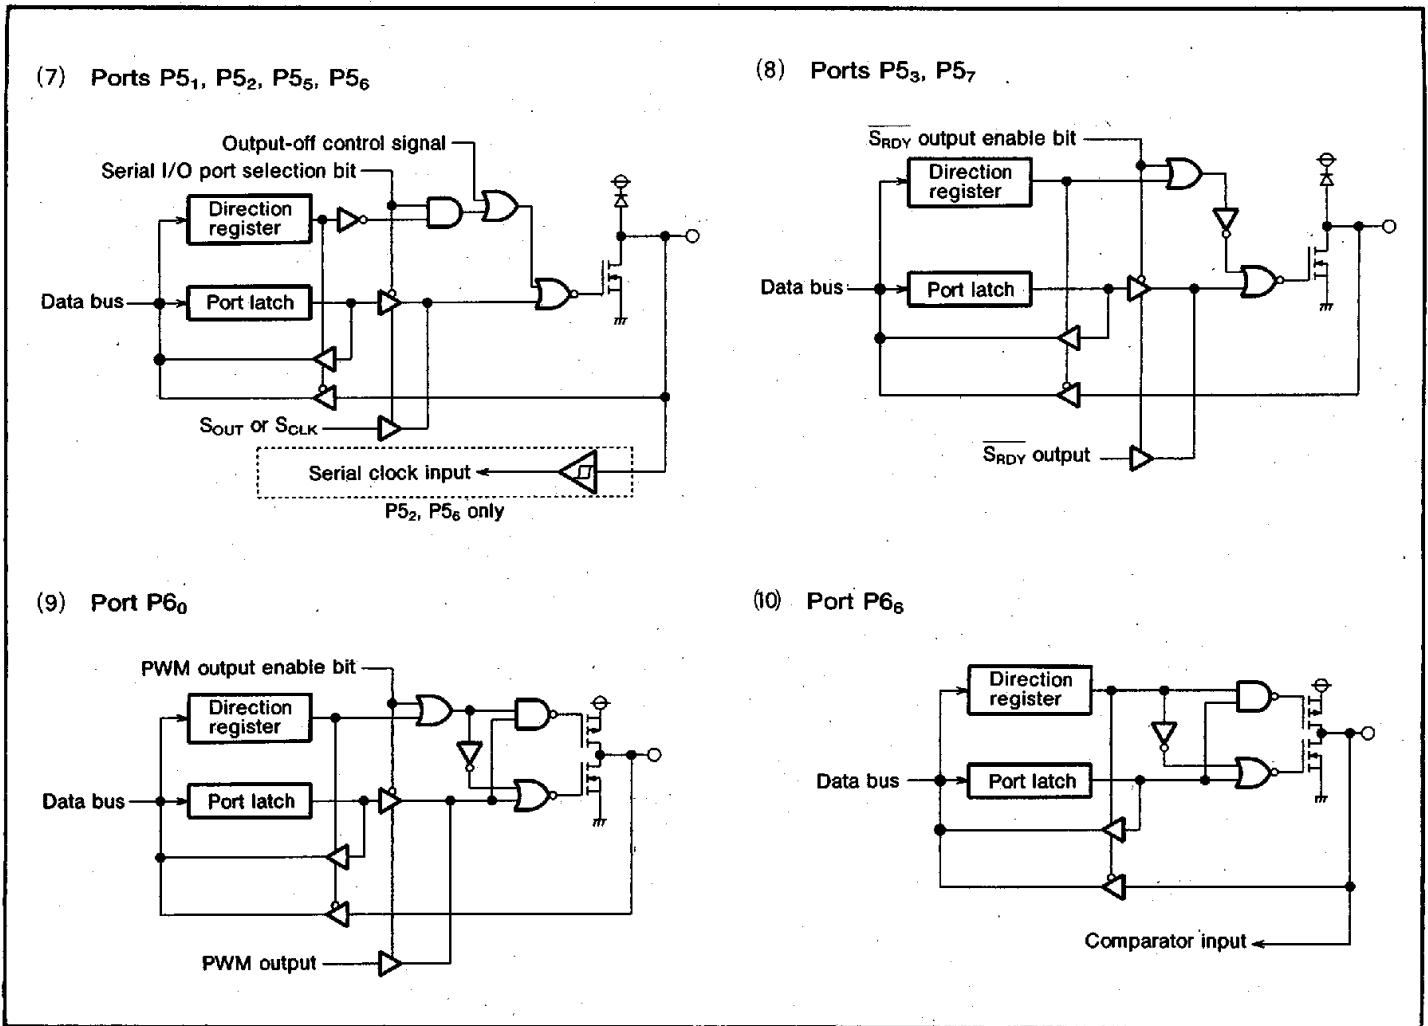 (7) Ports P5₁, P5₂, P5₅, P5₆
Output-off control signal
Serial I/O port selection bit
Direction
register
Data bus
Port latch
S_OUT or S_CLK
Serial clock input
P5₂, P5₆ only
(8) Ports P5₃, P5₇
S̅_R̅D̅Y̅ output enable bit
Direction
register
Data bus
Port latch
S̅_R̅D̅Y̅ output
(9) Port P6₀
PWM output enable bit
Direction
register
Data bus
Port latch
PWM output
(10) Port P6₆
Direction
register
Data bus
Port latch
Comparator input